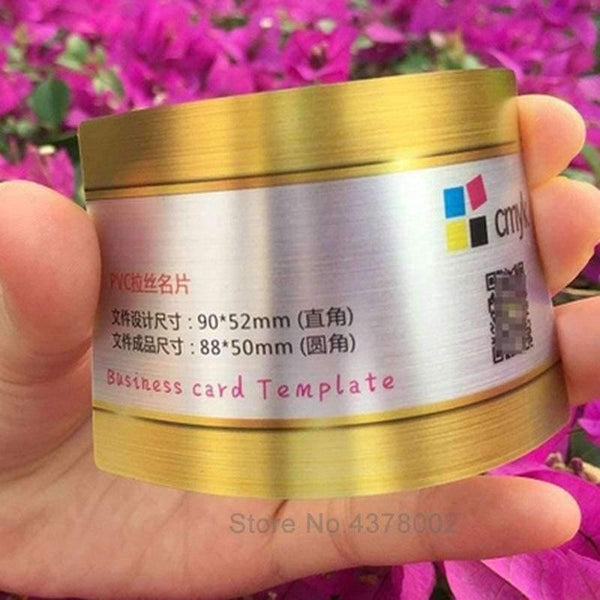 cmyk
PVC拉丝名片
文件设计尺寸：90*52mm (直角)
文件成品尺寸：88*50mm (圆角)
Business card Template
Store No.4378002